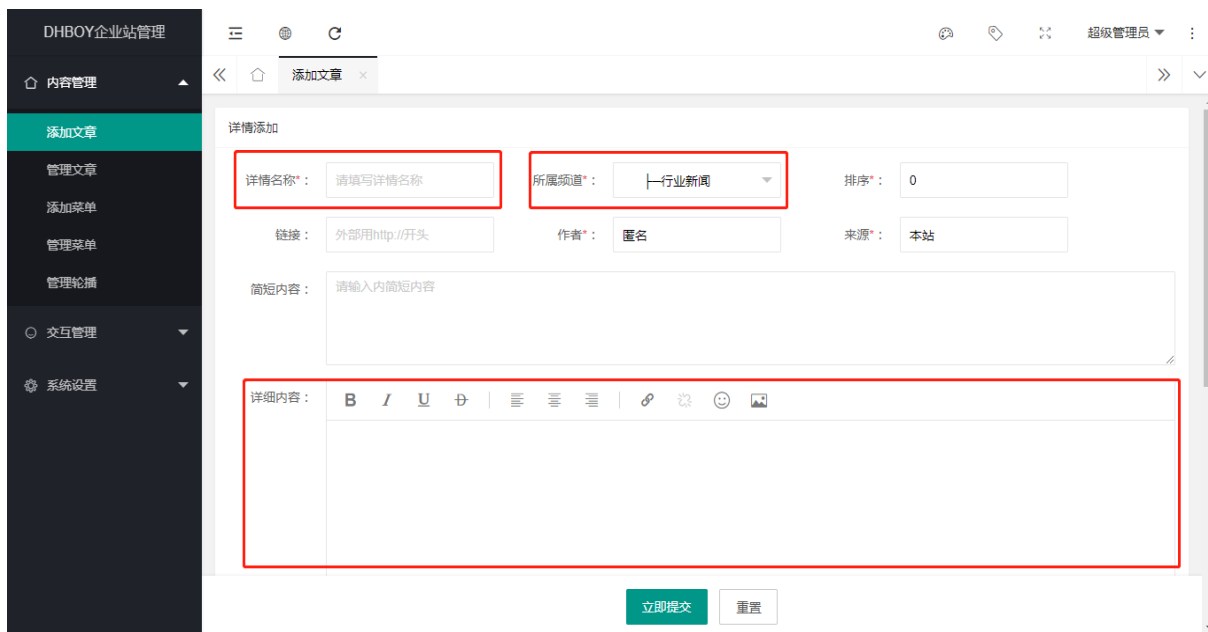 DHBOY企业站管理
超级管理员
内容管理
添加文章
添加文章
管理文章
添加菜单
管理菜单
管理轮播
交互管理
系统设置
详情添加
详情名称*： 请填写详情名称 所属频道*： ├─行业新闻 排序*： 0
链接： 外部用http://开头 作者*： 匿名 来源*： 本站
简短内容： 请输入内简短内容
详细内容： B I U D
立即提交 重置